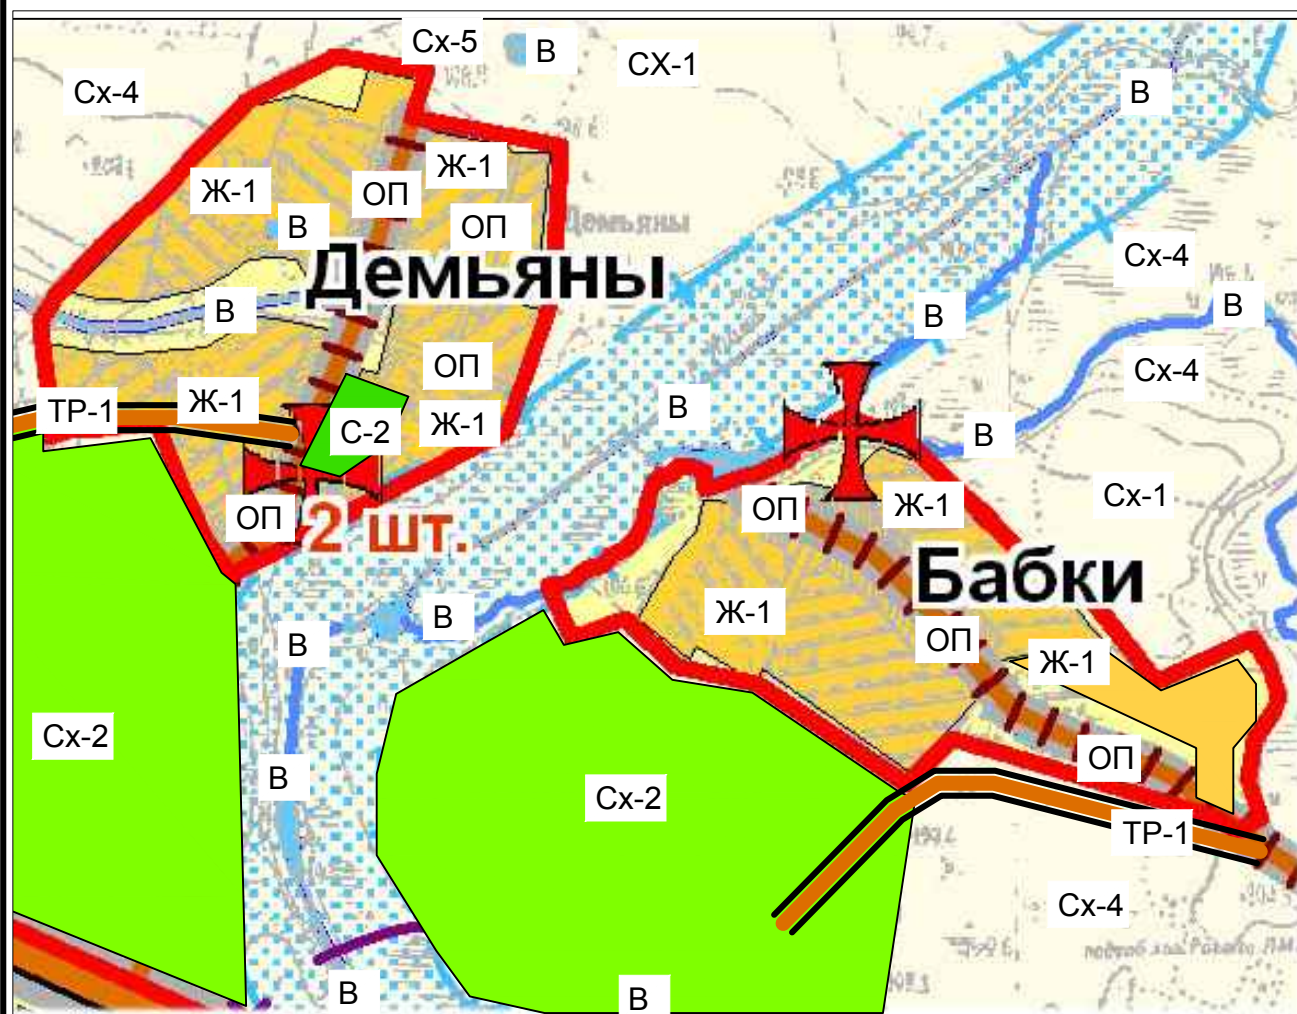 Сх-5
В
СХ-1
Сх-4
В
Ж-1
Ж-1
ОП
В
ОП
Демьяны
Сх-4
Демьяны
В
В
В
ОП
Сх-4
ТР-1
Ж-1
Ж-1
С-2
В
В
Сх-1
ОП
2 шт.
ОП
Ж-1
Бабки
Ж-1
В
В
ОП
Ж-1
Сх-2
В
ОП
Сх-2
ТР-1
Сх-4
В
В